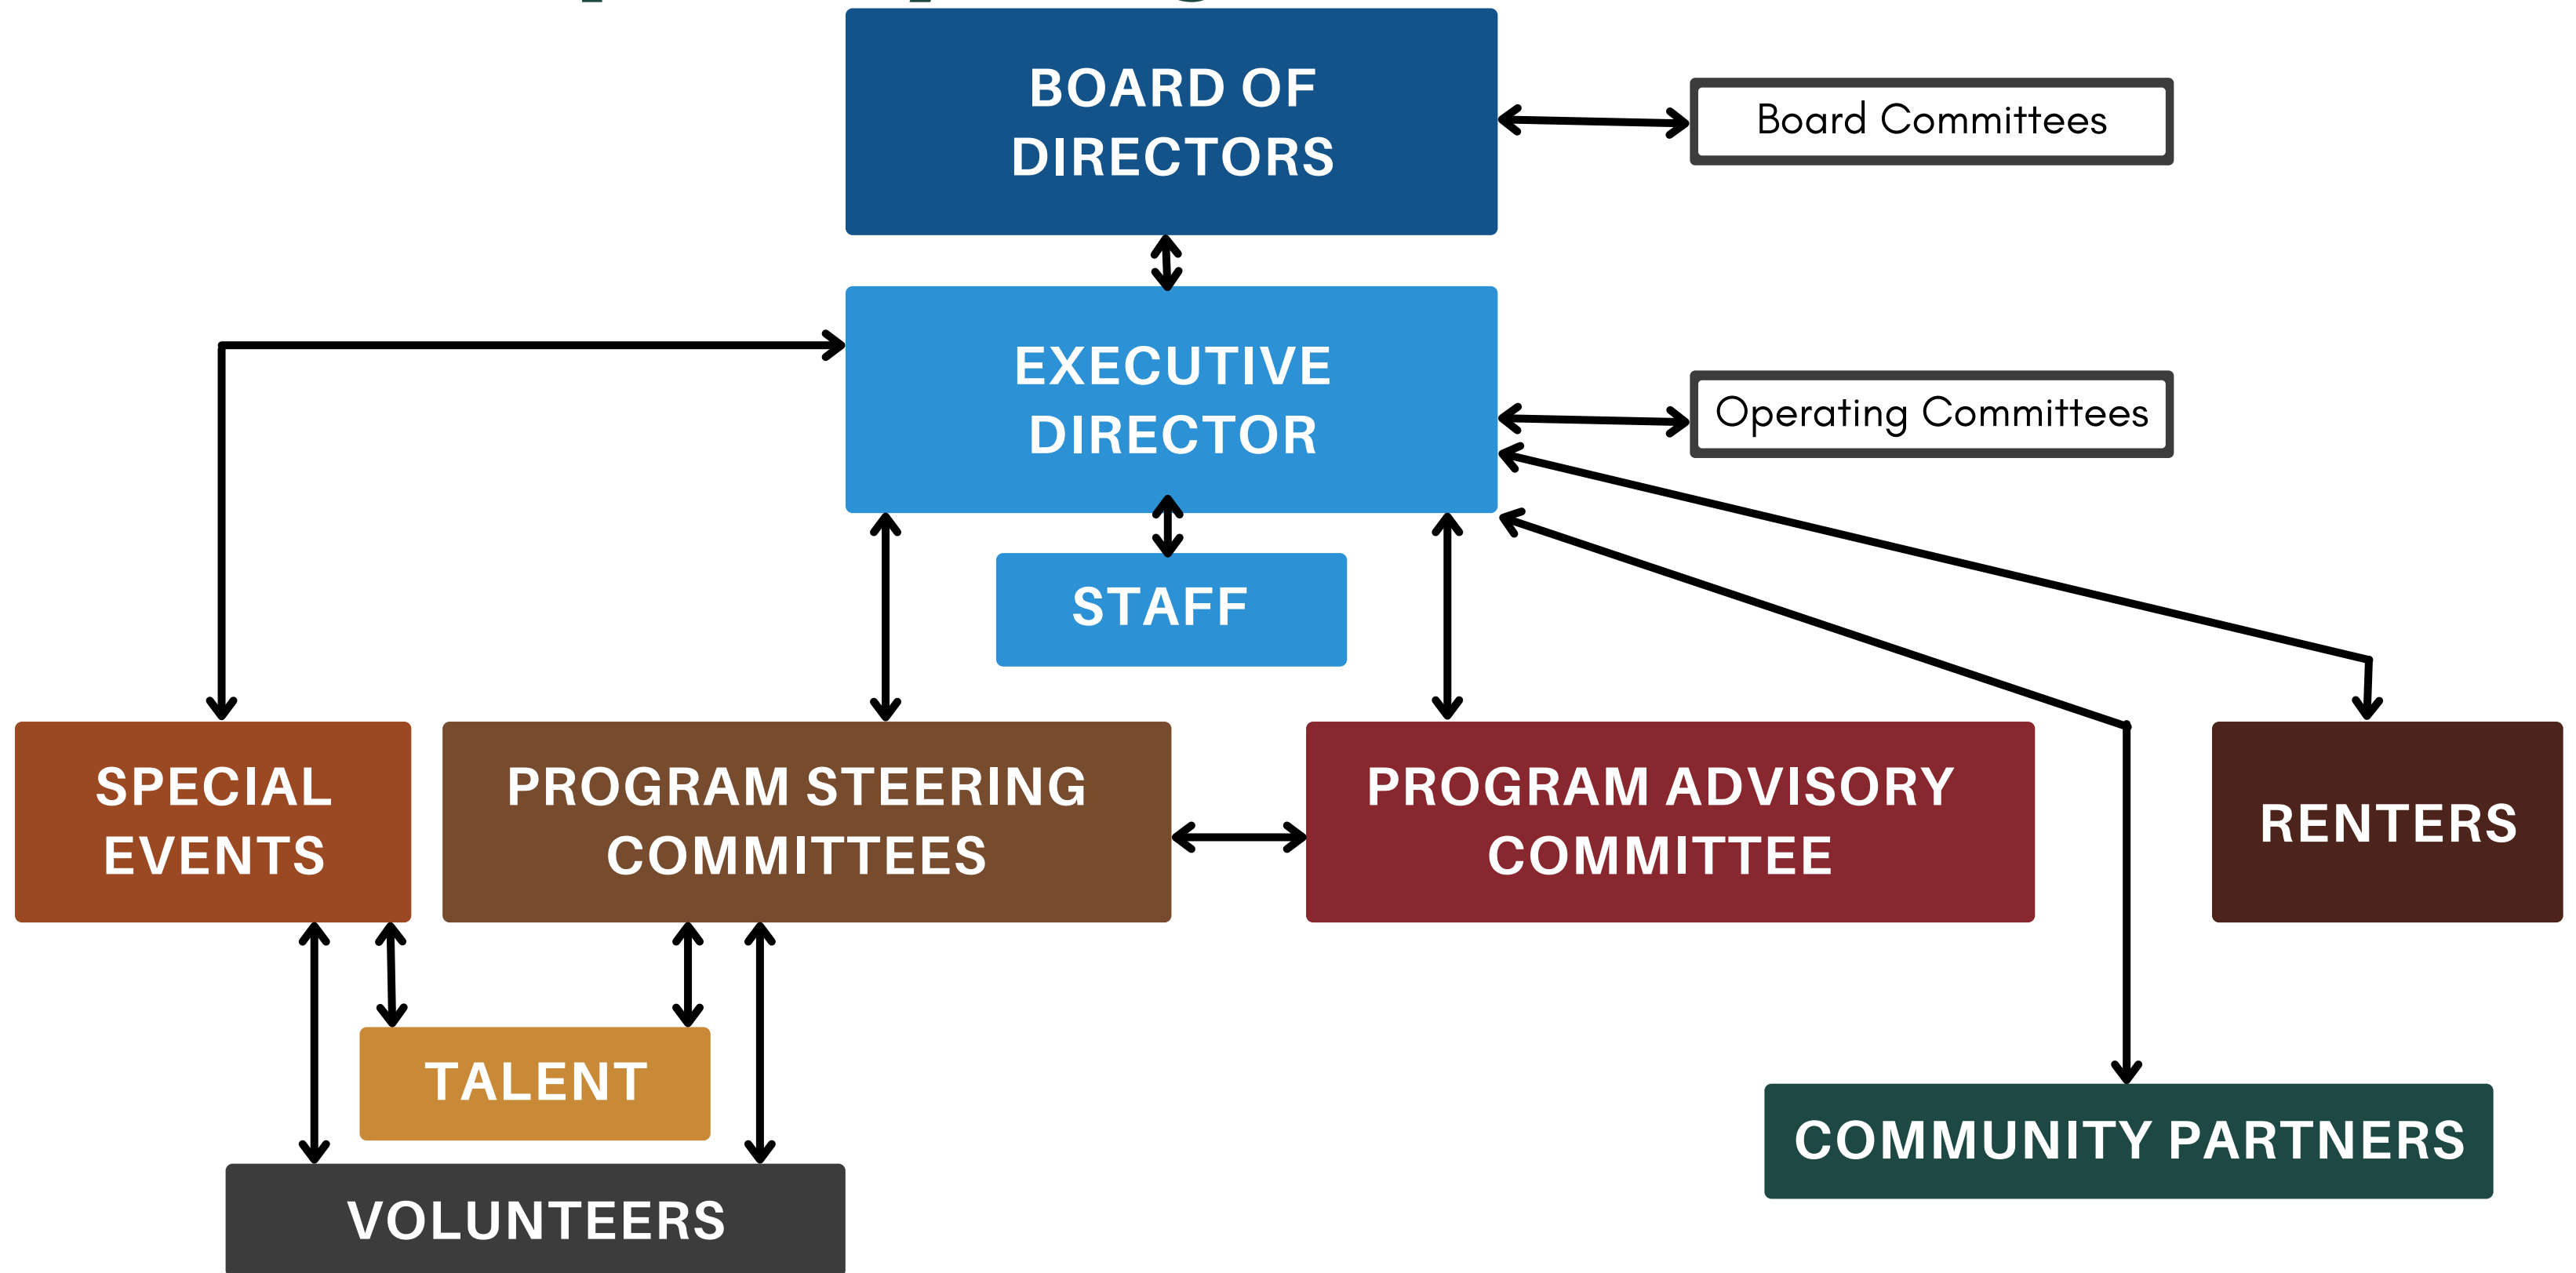 BOARD OF
DIRECTORS
Board Committees
EXECUTIVE
DIRECTOR
Operating Committees
STAFF
SPECIAL
EVENTS
PROGRAM STEERING
COMMITTEES
PROGRAM ADVISORY
COMMITTEE
RENTERS
TALENT
COMMUNITY PARTNERS
VOLUNTEERS